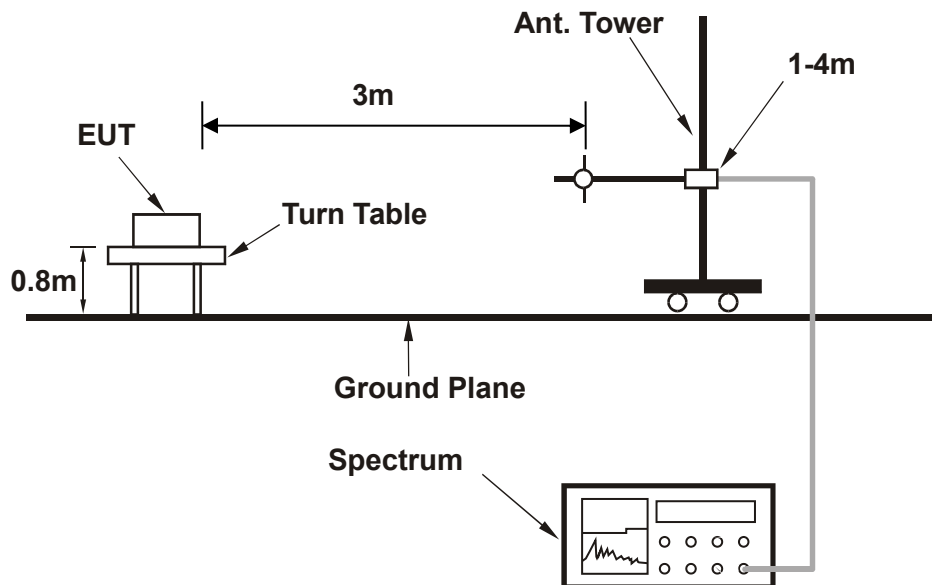 Ant. Tower
1-4m
3m
EUT
Turn Table
0.8m
Ground Plane
Spectrum